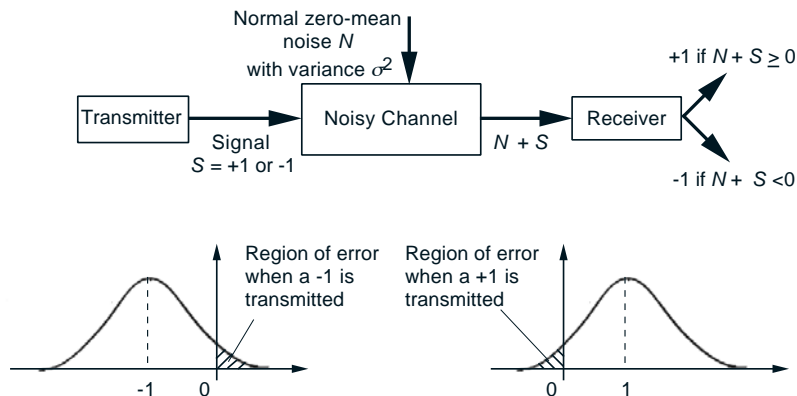 Normal zero-mean
noise N
with variance σ²
+1 if N + S ≥ 0
Transmitter
Noisy Channel
Receiver
Signal
S = +1 or -1
N + S
-1 if N + S <0
Region of error
when a -1 is
transmitted
Region of error
when a +1 is
transmitted
-1
0
0
1